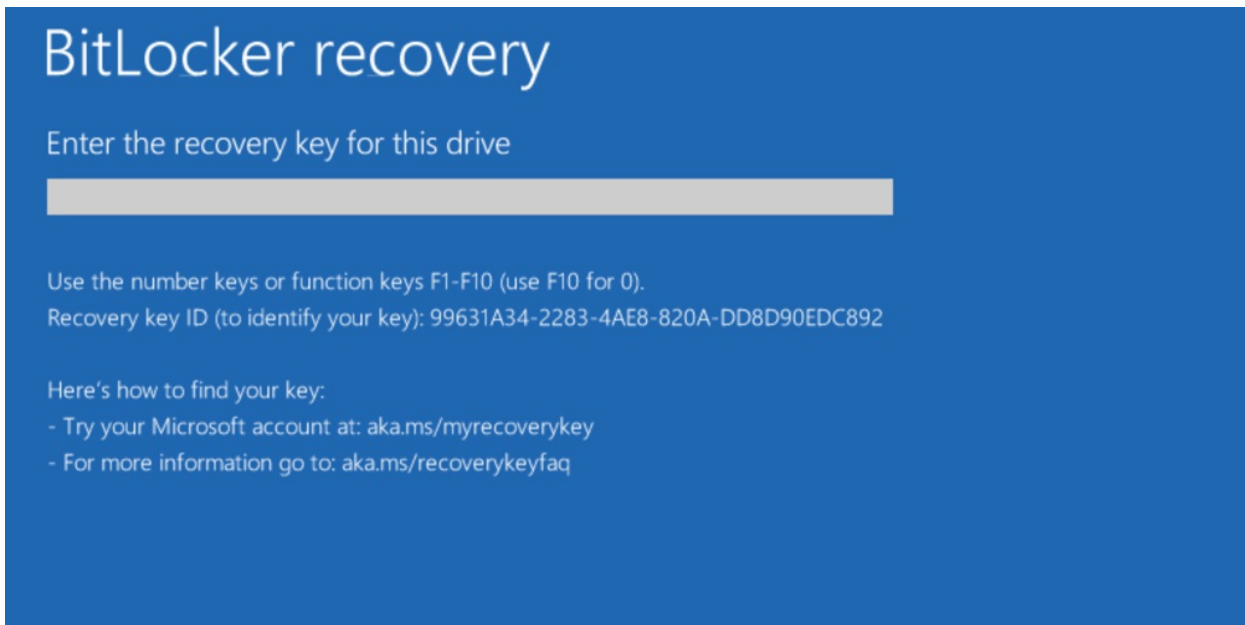 BitLocker recovery
Enter the recovery key for this drive
Use the number keys or function keys F1-F10 (use F10 for 0).
Recovery key ID (to identify your key): 99631A34-2283-4AE8-820A-DD8D90EDC892
Here's how to find your key:
- Try your Microsoft account at: aka.ms/myrecoverykey
- For more information go to: aka.ms/recoverykeyfaq